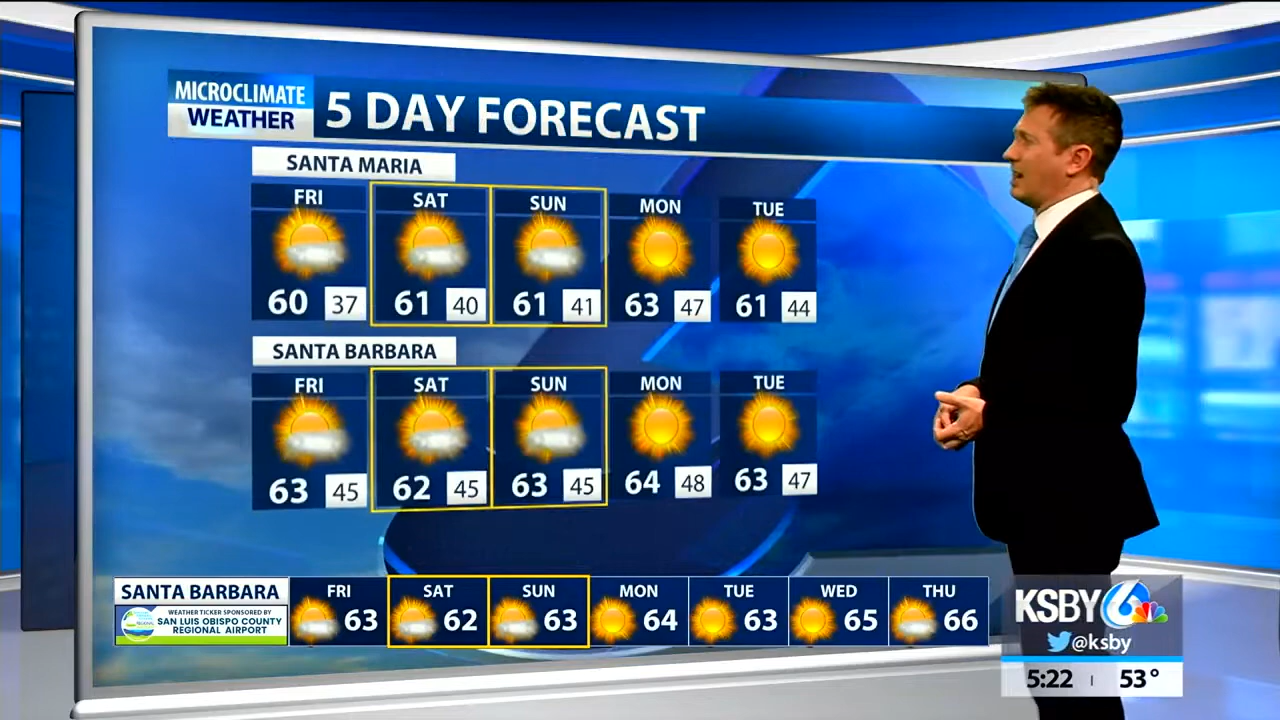 MICROCLIMATE
WEATHER
5 DAY FORECAST
SANTA MARIA
FRI SAT SUN MON TUE
60 37 61 40 61 41 63 47 61 44
SANTA BARBARA
FRI SAT SUN MON TUE
63 45 62 45 63 45 64 48 63 47
SANTA BARBARA
WEATHER TICKER SPONSORED BY
SAN LUIS OBISPO COUNTY
REGIONAL AIRPORT
FRI SAT SUN MON TUE WED THU
63 62 63 64 63 65 66
KSBY 6
@ksby
5:22 53°